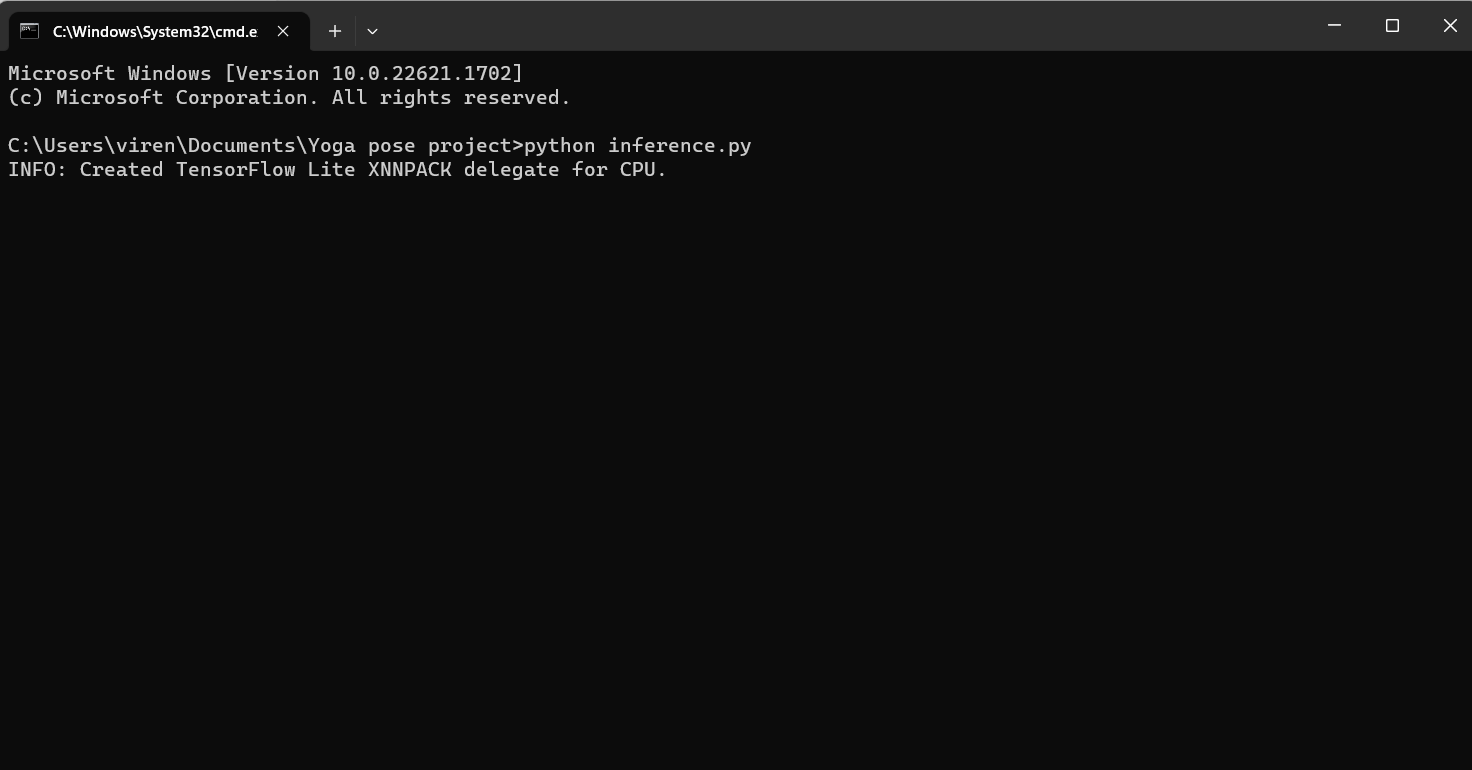 C:\Windows\System32\cmd.e
Microsoft Windows [Version 10.0.22621.1702]
(c) Microsoft Corporation. All rights reserved.
C:\Users\viren\Documents\Yoga pose project>python inference.py
INFO: Created TensorFlow Lite XNNPACK delegate for CPU.